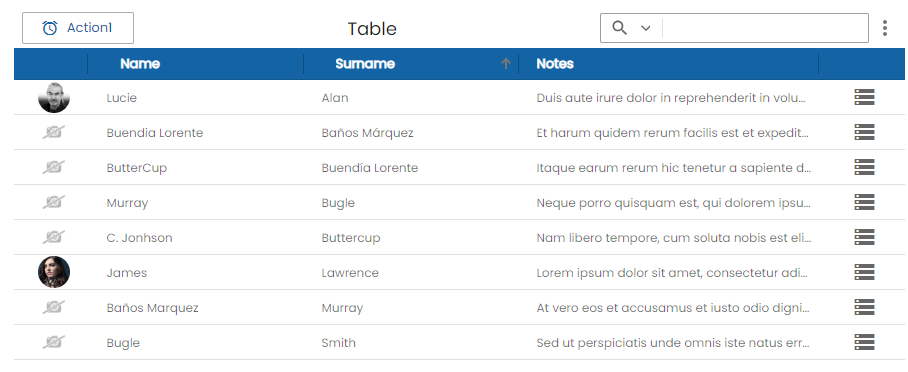 Action1 Table
Name Surname Notes
Lucie Alan Duis aute irure dolor in reprehenderit in volu...
Buendia Lorente Baños Márquez Et harum quidem rerum facilis est et expedit...
ButterCup Buendía Lorente Itaque earum rerum hic tenetur a sapiente d...
Murray Bugle Neque porro quisquam est, qui dolorem ipsu...
C. Jonhson Buttercup Nam libero tempore, cum soluta nobis est eli...
James Lawrence Lorem ipsum dolor sit amet, consectetur adi...
Baños Marquez Murray At vero eos et accusamus et iusto odio digni...
Bugle Smith Sed ut perspiciatis unde omnis iste natus err...